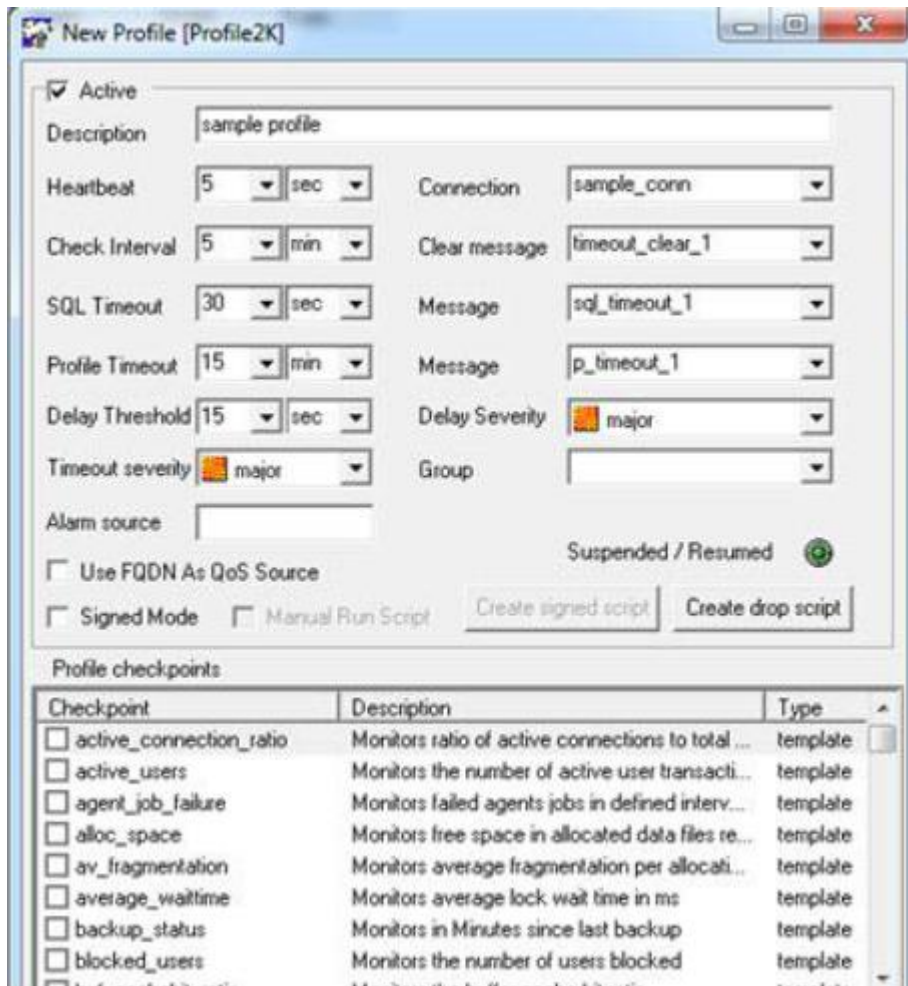 New Profile [Profile2K]
Active
Description sample profile
Heartbeat 5 sec Connection sample_conn
Check Interval 5 min Clear message timeout_clear_1
SQL Timeout 30 sec Message sql_timeout_1
Profile Timeout 15 min Message p_timeout_1
Delay Threshold 15 sec Delay Severity major
Timeout severity major Group
Alarm source
Suspended / Resumed
Use FQDN As QoS Source
Signed Mode Manual Run Script Create signed script Create drop script
Profile checkpoints
Checkpoint Description Type
active_connection_ratio Monitors ratio of active connections to total ... template
active_users Monitors the number of active user transacti... template
agent_job_failure Monitors failed agents jobs in defined interv... template
alloc_space Monitors free space in allocated data files re... template
av_fragmentation Monitors average fragmentation per allocati... template
average_waittime Monitors average lock wait time in ms template
backup_status Monitors in Minutes since last backup template
blocked_users Monitors the number of users blocked template